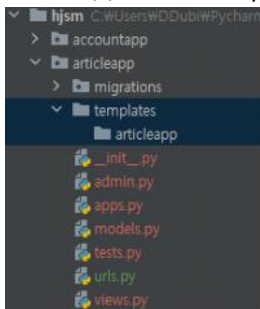 hjsm C:₩Users₩DDubi₩Pycharm
accountapp
articleapp
migrations
templates
articleapp
__init__.py
admin.py
apps.py
models.py
tests.py
urls.py
views.py